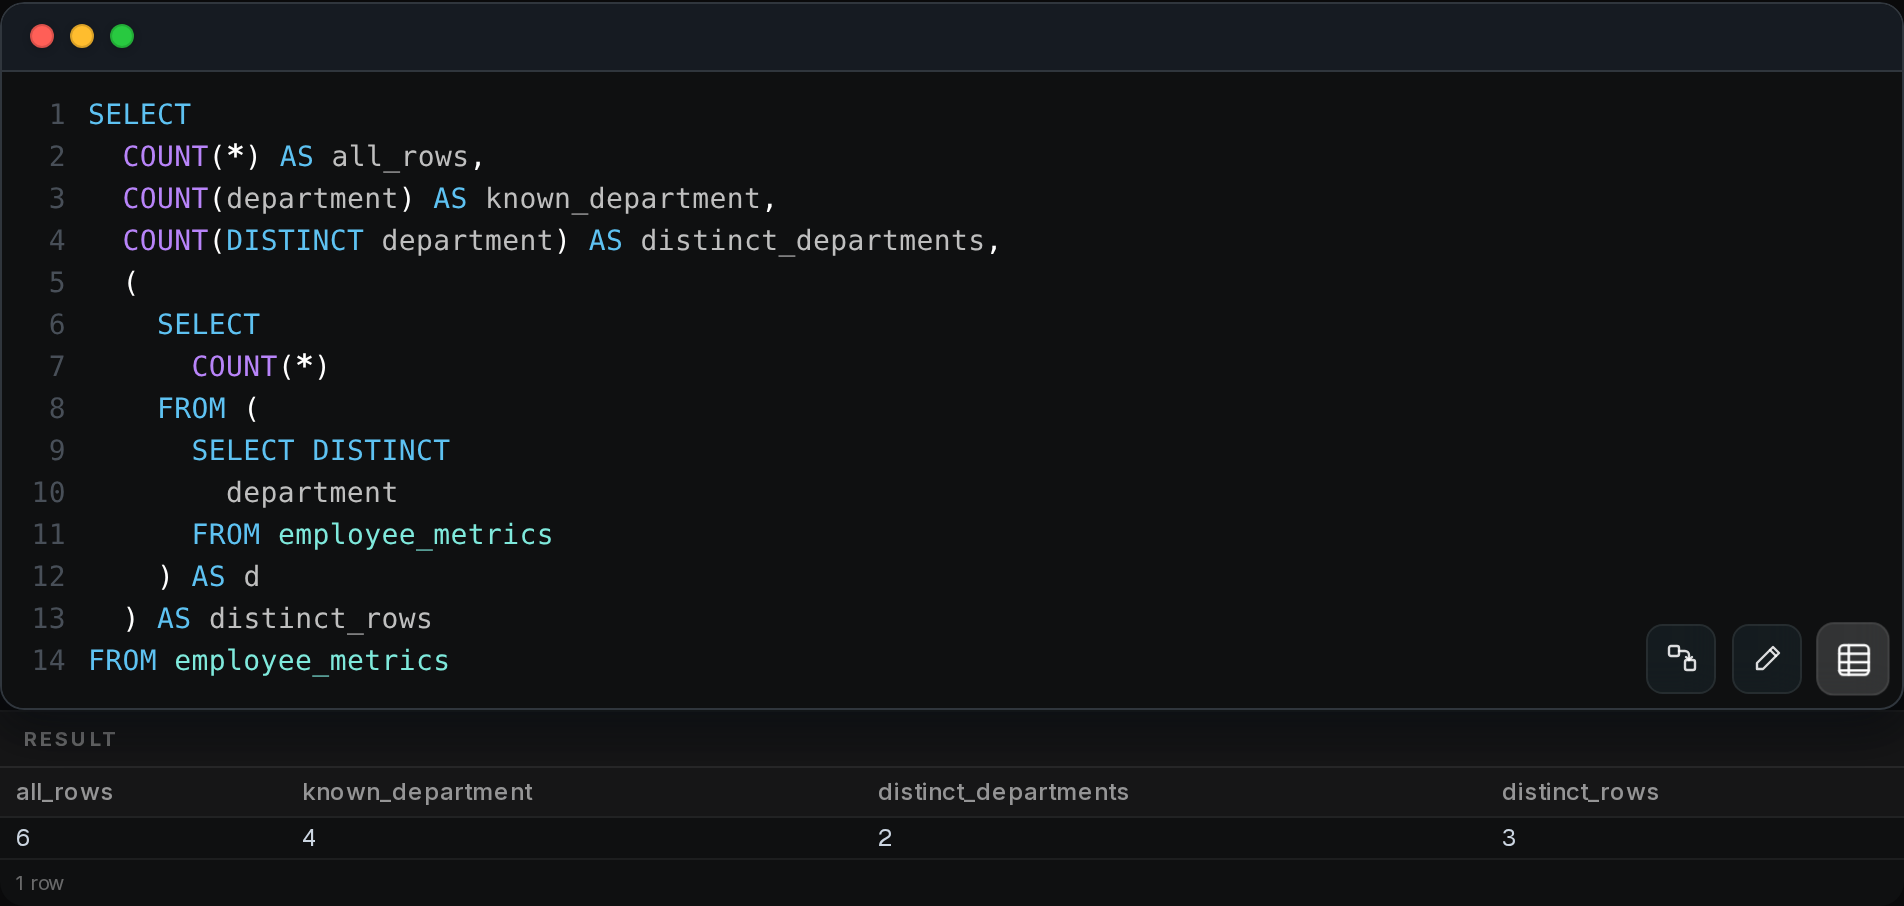 1 SELECT
2   COUNT(*) AS all_rows,
3   COUNT(department) AS known_department,
4   COUNT(DISTINCT department) AS distinct_departments,
5   (
6     SELECT
7       COUNT(*)
8     FROM (
9       SELECT DISTINCT
10         department
11       FROM employee_metrics
12     ) AS d
13   ) AS distinct_rows
14 FROM employee_metrics
RESULT
all_rows known_department distinct_departments distinct_rows
6 4 2 3
1 row